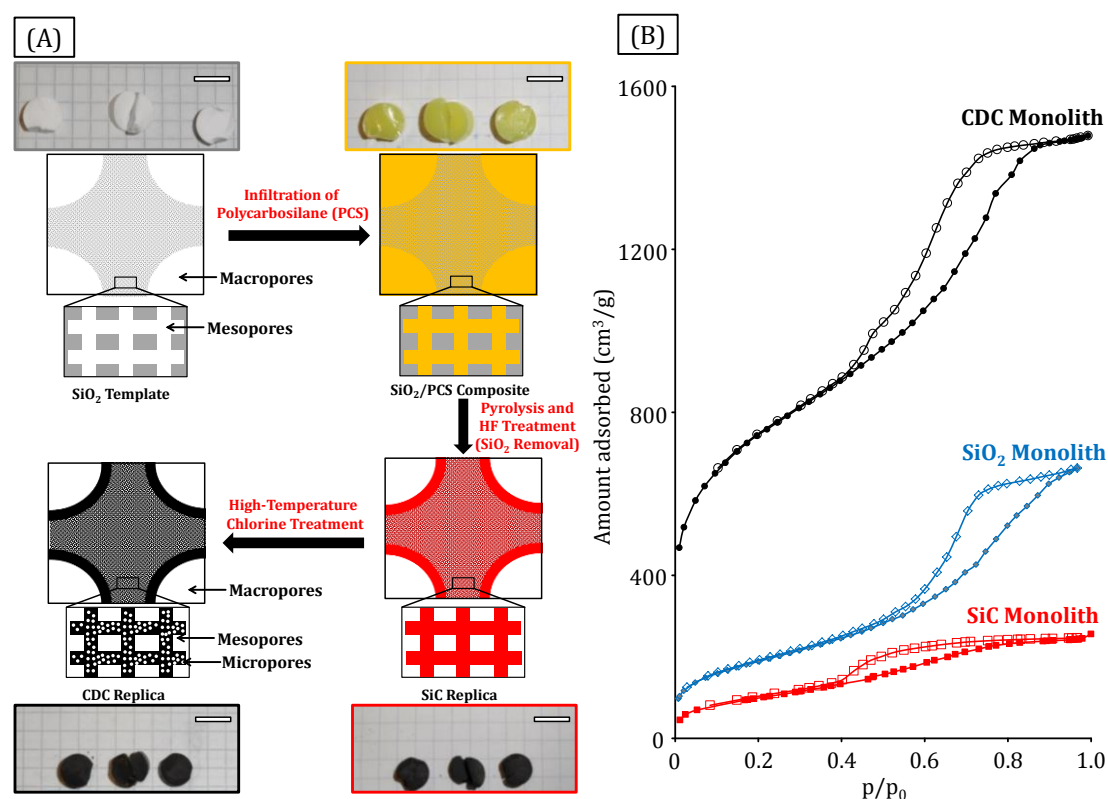 (A)
Infiltration of
Polycarbosilane (PCS)
Macropores
Mesopores
SiO₂ Template
SiO₂/PCS Composite
Pyrolysis and
HF Treatment
(SiO₂ Removal)
High-Temperature
Chlorine Treatment
Macropores
Mesopores
Micropores
CDC Replica
SiC Replica
(B)
Amount adsorbed (cm³/g)
1600
1200
800
400
0
CDC Monolith
SiO₂ Monolith
SiC Monolith
0 0.2 0.4 0.6 0.8 1.0
p/p₀